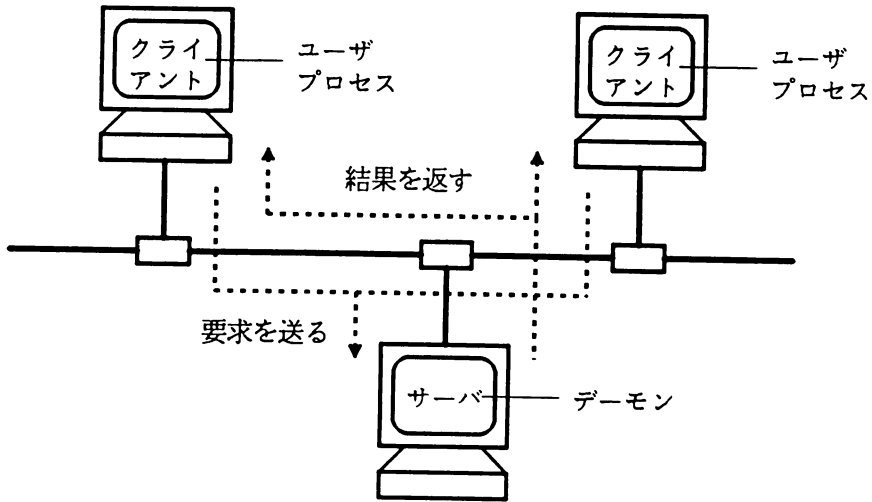 クライ
アント
ユーザ
プロセス
クライ
アント
ユーザ
プロセス
結果を返す
要求を送る
サーバ
デーモン